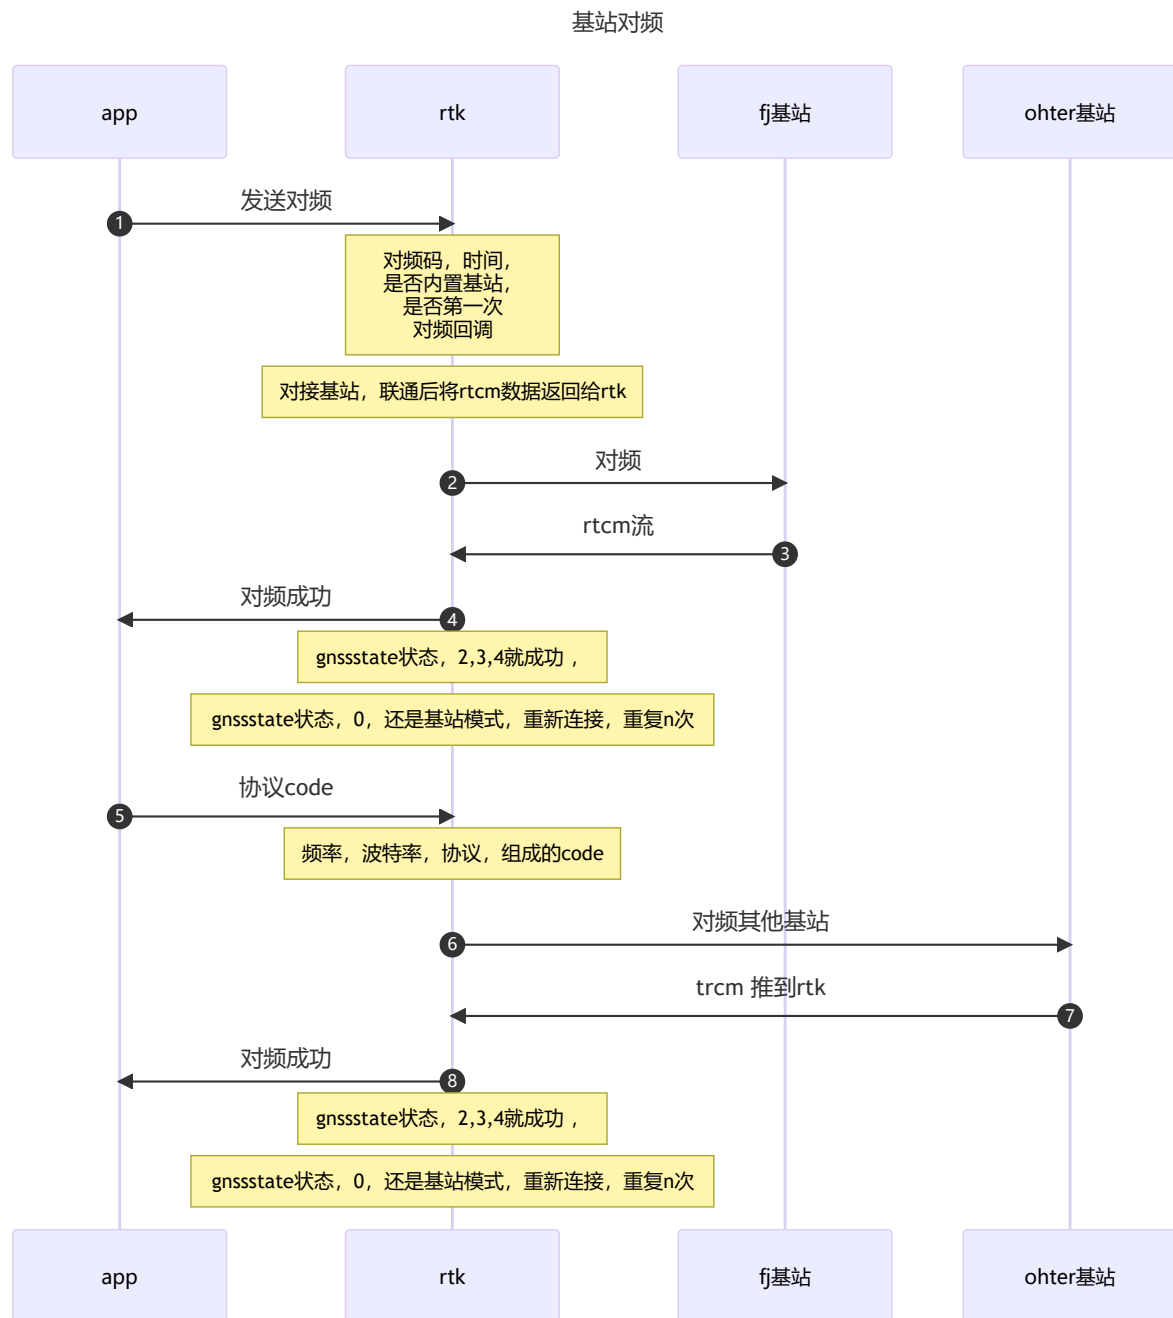 基站对频
app
rtk
fj基站
ohter基站
发送对频
1
对频码，时间，
是否内置基站，
是否第一次
对频回调
对接基站，联通后将rtcm数据返回给rtk
对频
2
rtcm流
3
对频成功
4
gnssstate状态，2,3,4就成功 ，
gnssstate状态，0，还是基站模式，重新连接，重复n次
协议code
5
频率，波特率，协议，组成的code
对频其他基站
6
trcm 推到rtk
7
对频成功
8
gnssstate状态，2,3,4就成功 ，
gnssstate状态，0，还是基站模式，重新连接，重复n次
app
rtk
fj基站
ohter基站